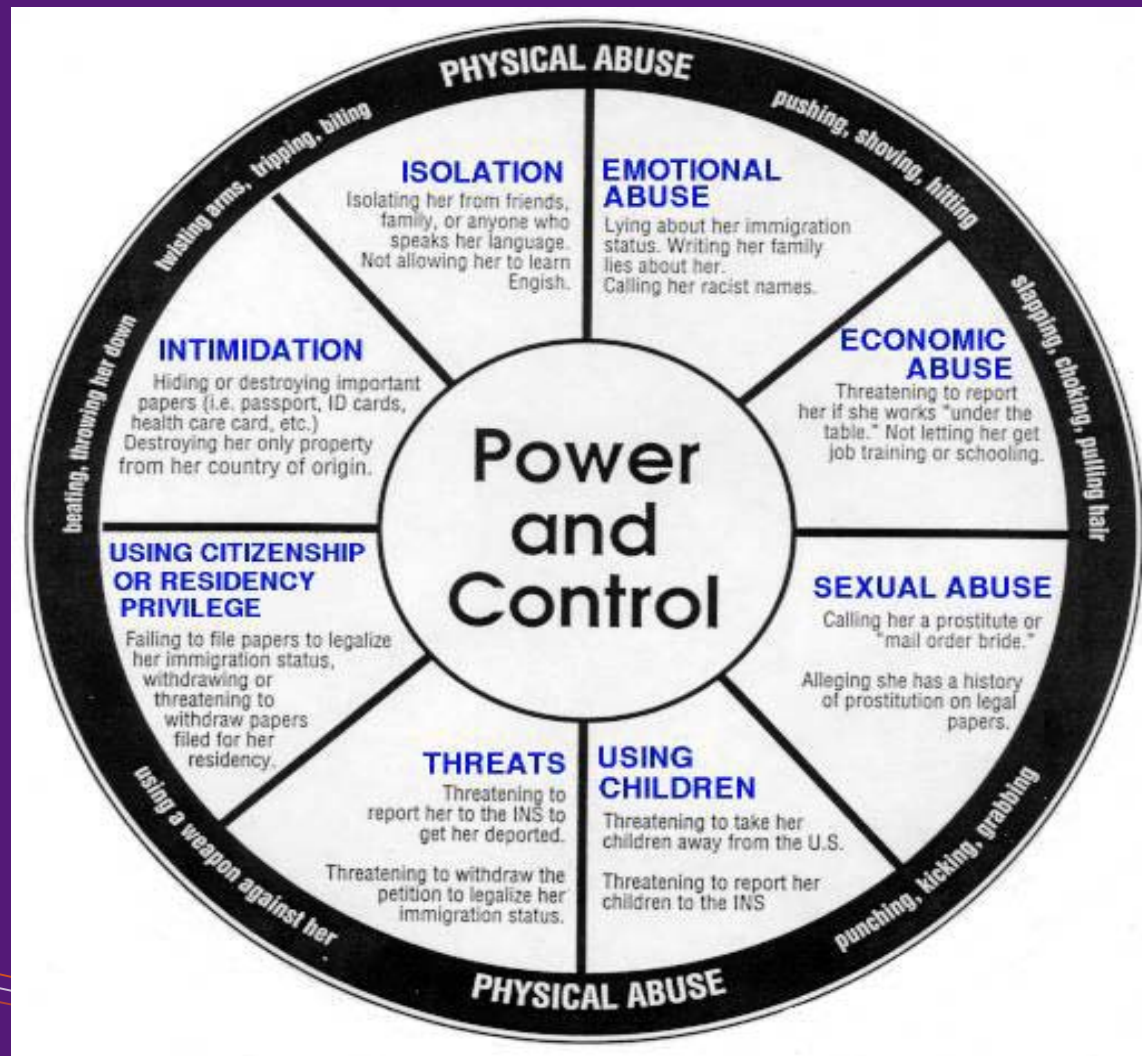 PHYSICAL ABUSE
pushing, shoving, hitting
slapping, choking, pulling hair
punching, kicking, grabbing
PHYSICAL ABUSE
using a weapon against her
beating, throwing her down
twisting arms, tripping, biting
ISOLATION
Isolating her from friends,
family, or anyone who
speaks her language.
Not allowing her to learn
Engish.
EMOTIONAL
ABUSE
Lying about her immigration
status. Writing her family
lies about her.
Calling her racist names.
ECONOMIC
ABUSE
Threatening to report
her if she works "under the
table." Not letting her get
job training or schooling.
SEXUAL ABUSE
Calling her a prostitute or
"mail order bride."
Alleging she has a history
of prostitution on legal
papers.
USING
CHILDREN
Threatening to take her
children away from the U.S.
Threatening to report her
children to the INS
THREATS
Threatening to
report her to the INS to
get her deported.
Threatening to withdraw the
petition to legalize her
immigration status.
USING CITIZENSHIP
OR RESIDENCY
PRIVILEGE
Failing to file papers to legalize
her immigration status,
withdrawing or
threatening to
withdraw papers
filed for her
residency.
INTIMIDATION
Hiding or destroying important
papers (i.e. passport, ID cards,
health care card, etc.)
Destroying her only property
from her country of origin.
Power
and
Control